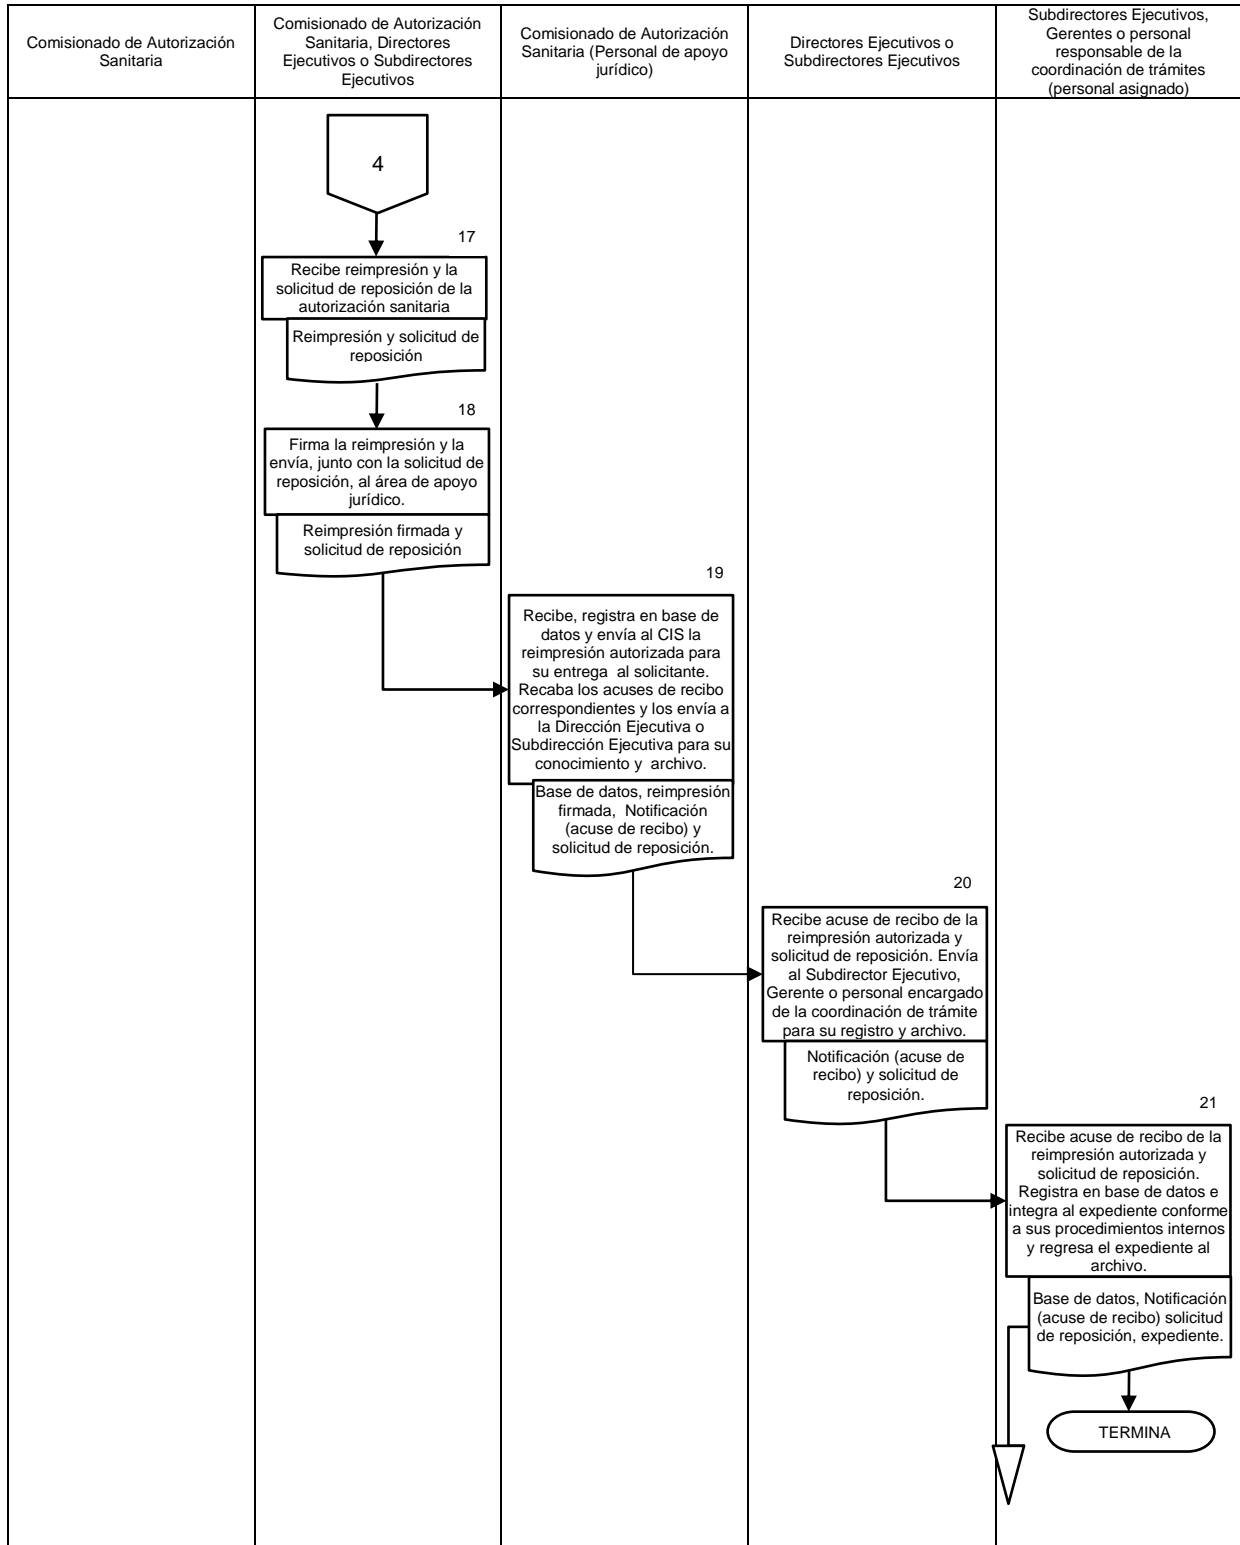 Comisionado de Autorización
Sanitaria
Comisionado de Autorización
Sanitaria, Directores
Ejecutivos o Subdirectores
Ejecutivos
Comisionado de Autorización
Sanitaria (Personal de apoyo
jurídico)
Directores Ejecutivos o
Subdirectores Ejecutivos
Subdirectores Ejecutivos,
Gerentes o personal
responsable de la
coordinación de trámites
(personal asignado)
4
17
Recibe reimpresión y la
solicitud de reposición de la
autorización sanitaria
Reimpresión y solicitud de
reposición
18
Firma la reimpresión y la
envía, junto con la solicitud de
reposición, al área de apoyo
jurídico.
Reimpresión firmada y
solicitud de reposición
19
Recibe, registra en base de
datos y envía al CIS la
reimpresión autorizada para
su entrega al solicitante.
Recaba los acuses de recibo
correspondientes y los envía a
la Dirección Ejecutiva o
Subdirección Ejecutiva para su
conocimiento y archivo.
Base de datos, reimpresión
firmada, Notificación
(acuse de recibo) y
solicitud de reposición.
20
Recibe acuse de recibo de la
reimpresión autorizada y
solicitud de reposición. Envía
al Subdirector Ejecutivo,
Gerente o personal encargado
de la coordinación de trámite
para su registro y archivo.
Notificación (acuse de
recibo) y solicitud de
reposición.
21
Recibe acuse de recibo de la
reimpresión autorizada y
solicitud de reposición.
Registra en base de datos e
integra al expediente conforme
a sus procedimientos internos
y regresa el expediente al
archivo.
Base de datos, Notificación
(acuse de recibo) solicitud
de reposición, expediente.
TERMINA